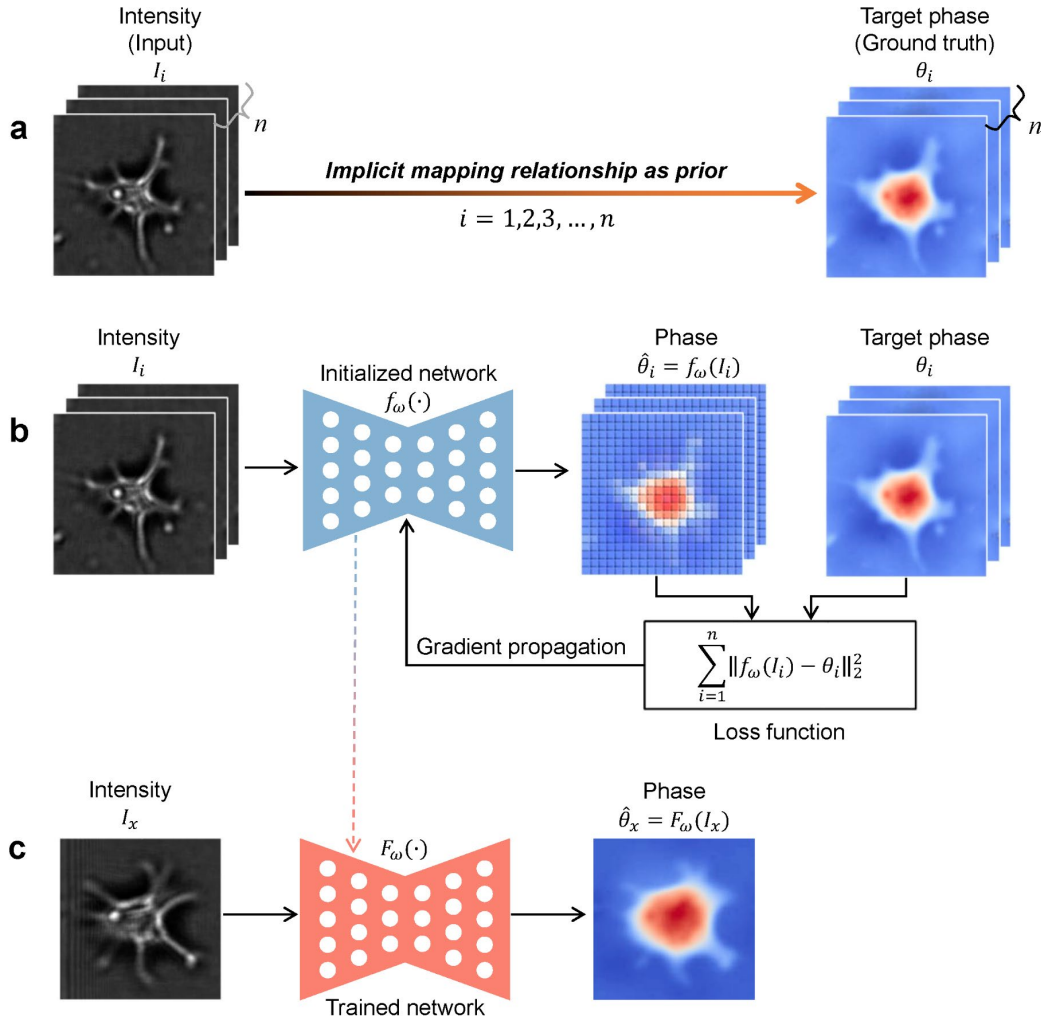 Intensity
(Input)
I_i
n
Target phase
(Ground truth)
θ_i
n
a
Implicit mapping relationship as prior
i = 1,2,3, …, n
b
Intensity
I_i
Initialized network
f_ω(·)
Phase
θ̂_i = f_ω(I_i)
Target phase
θ_i
Gradient propagation
∑_{i=1}^{n} ‖f_ω(I_i) − θ_i‖_2^2
Loss function
c
Intensity
I_x
F_ω(·)
Trained network
Phase
θ̂_x = F_ω(I_x)